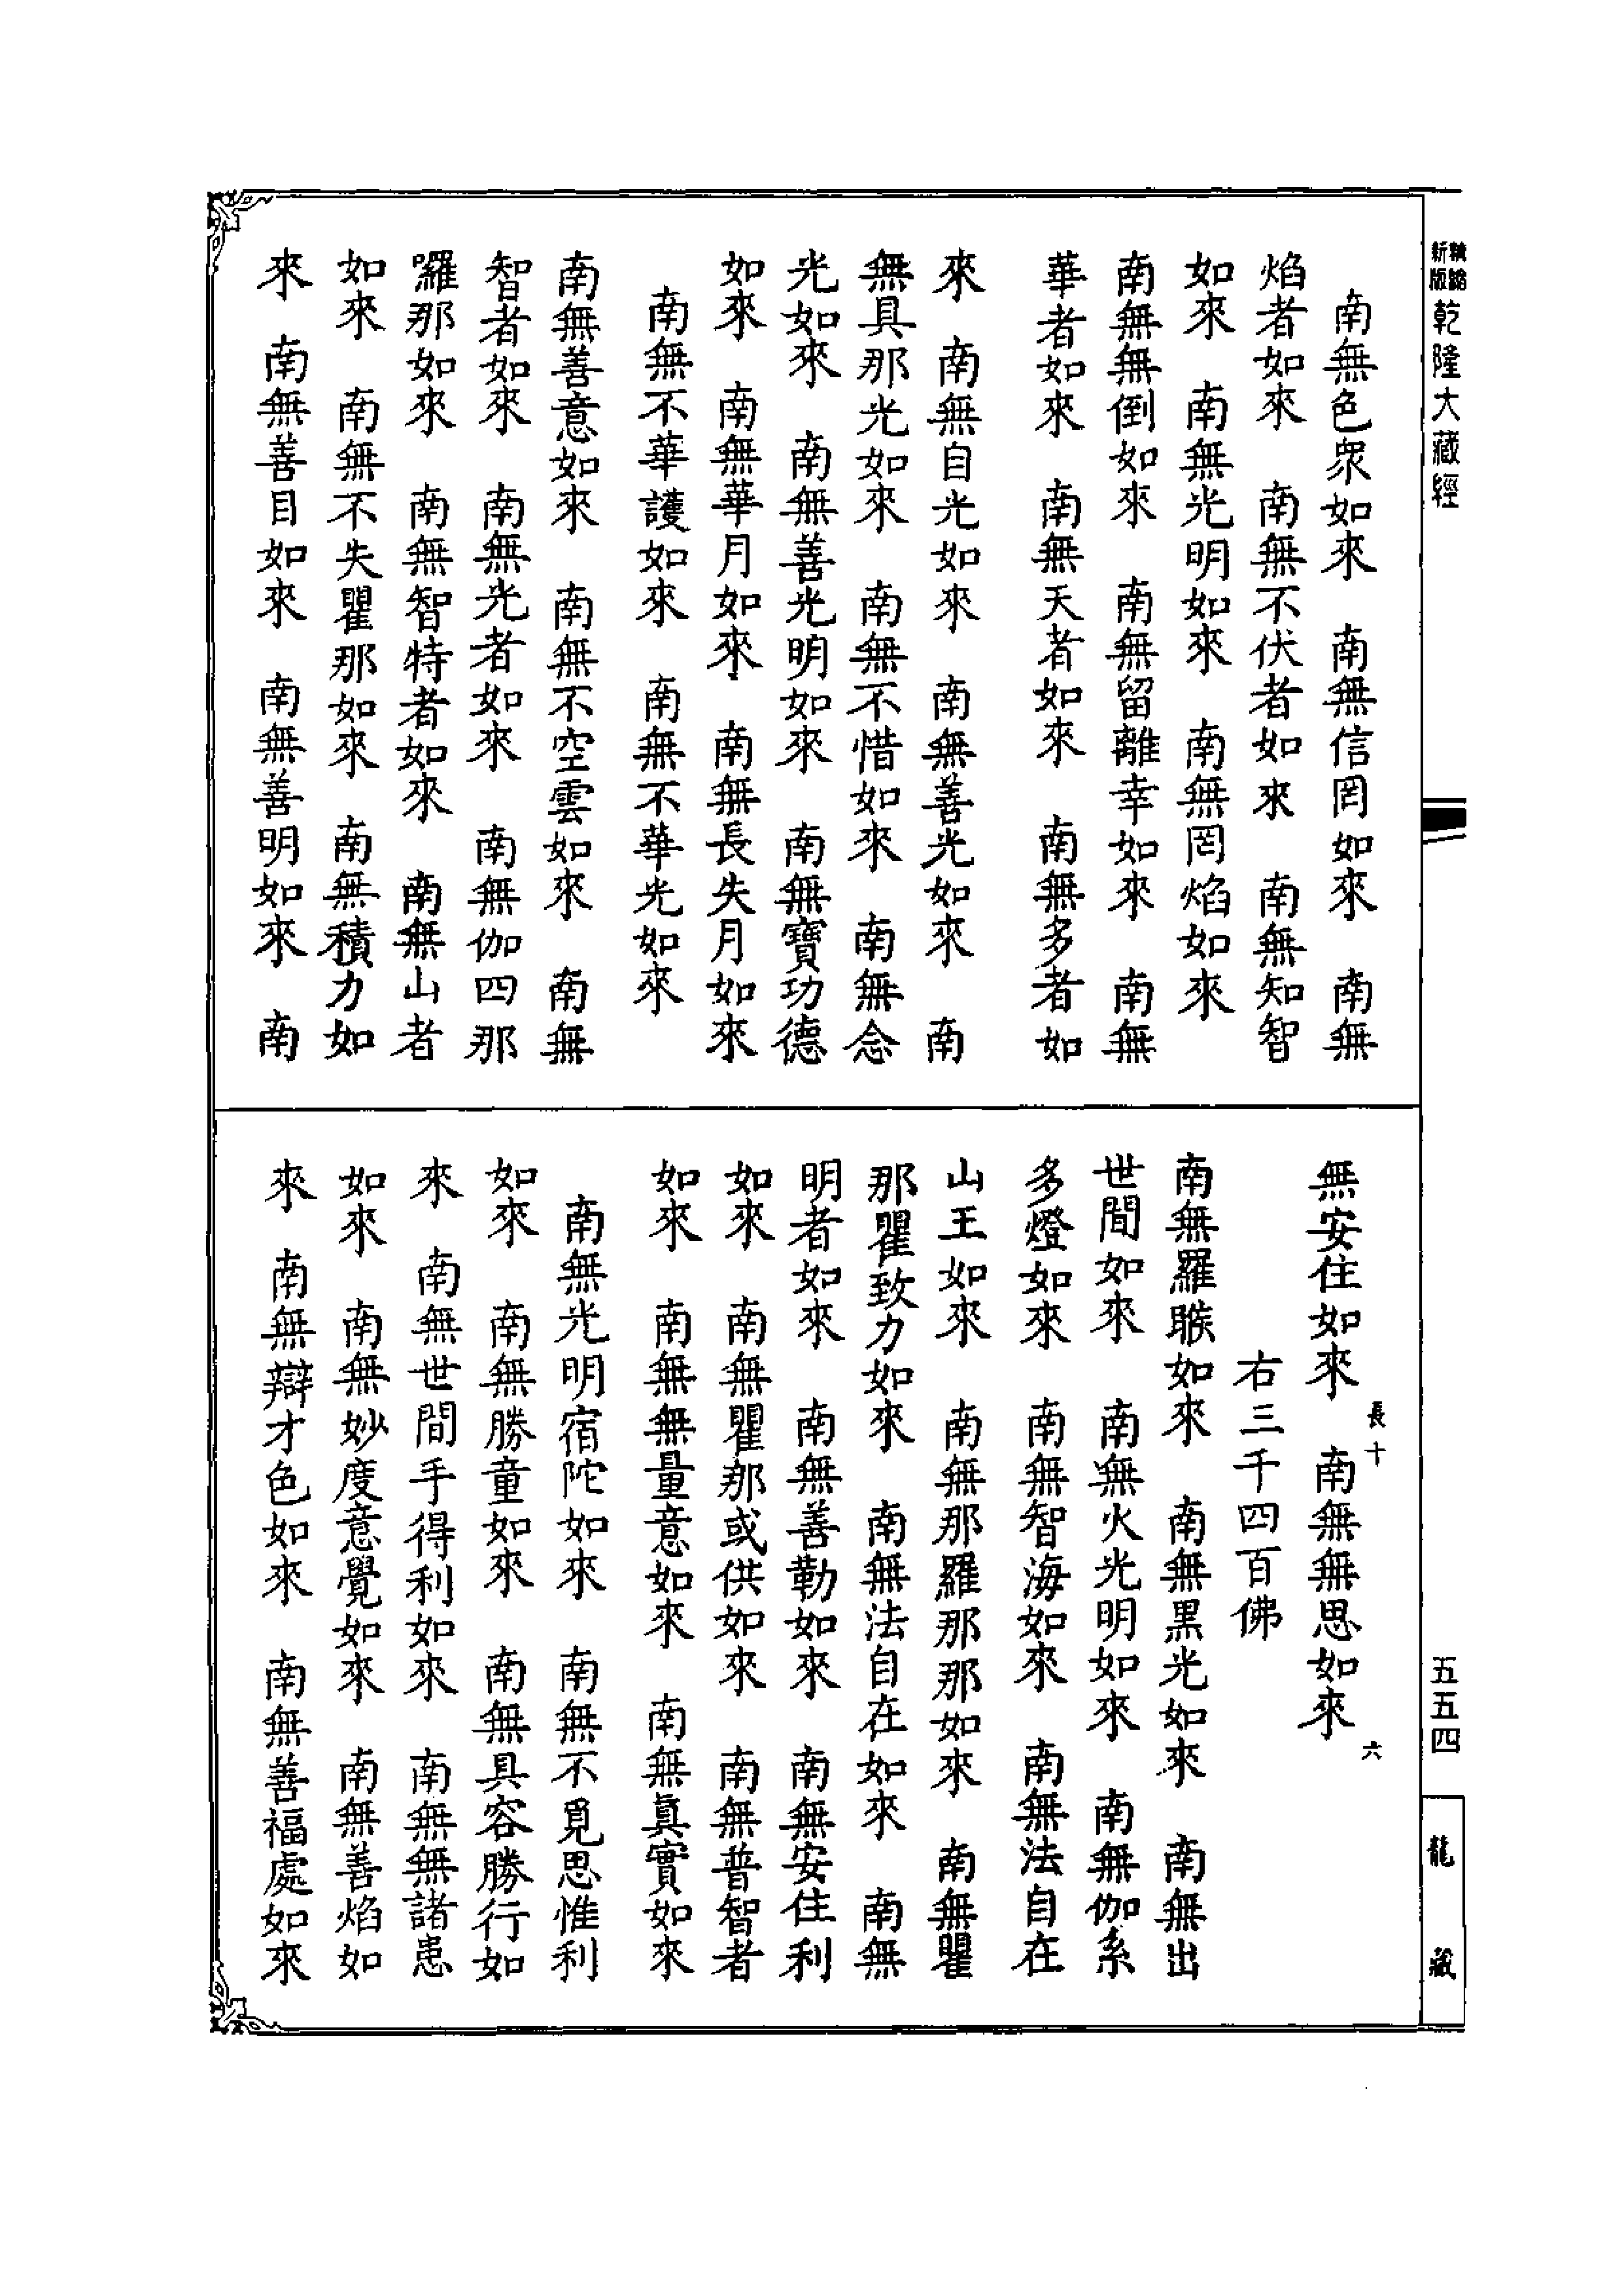 新版 精縮 乾隆大藏經
南無色衆如來 南無信罔如來 南無
焰者如來 南無不伏者如來 南無知智
如來 南無光明如來 南無罔焰如來
南無無倒如來 南無留離幸如來 南無
華者如來 南無天者如來 南無多者如
來 南無自光如來 南無善光如來 南
無具那光如來 南無不惜如來 南無念
光如來 南無善光明如來 南無寶功德
如來 南無華月如來 南無長失月如來
南無不華護如來 南無不華光如來
南無善意如來 南無不空雲如來 南無
智者如來 南無光者如來 南無伽四那
囉那如來 南無智特者如來 南無山者
如來 南無不失瞿那如來 南無積力如
來 南無善目如來 南無善明如來 南
無安住如來 南無無思如來
長十 六
右三千四百佛
南無羅睺如來 南無黑光如來 南無出
世間如來 南無火光明如來 南無伽系
多燈如來 南無智海如來 南無法自在
山王如來 南無那羅那那如來 南無瞿
那瞿致力如來 南無法自在如來 南無
明者如來 南無善勒如來 南無安住利
如來 南無瞿那或供如來 南無普智者
如來 南無無量意如來 南無真實如來
南無光明宿陀如來 南無不覓思惟利
如來 南無勝童如來 南無具容勝行如
來 南無世間手得利如來 南無無諸患
如來 南無妙度意覺如來 南無善焰如
來 南無辯才色如來 南無善福處如來
五五四
龍藏